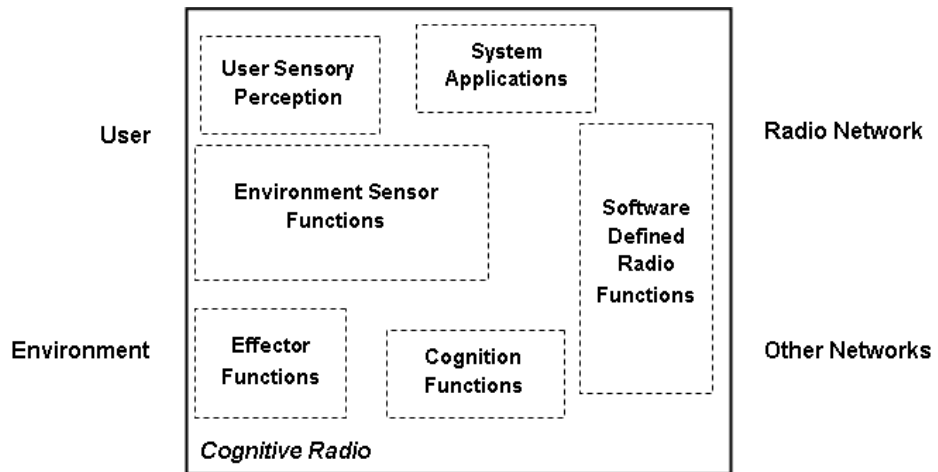 User Sensory
Perception
System
Applications
User
Radio Network
Environment Sensor
Functions
Software
Defined
Radio
Functions
Environment
Effector
Functions
Cognition
Functions
Other Networks
Cognitive Radio